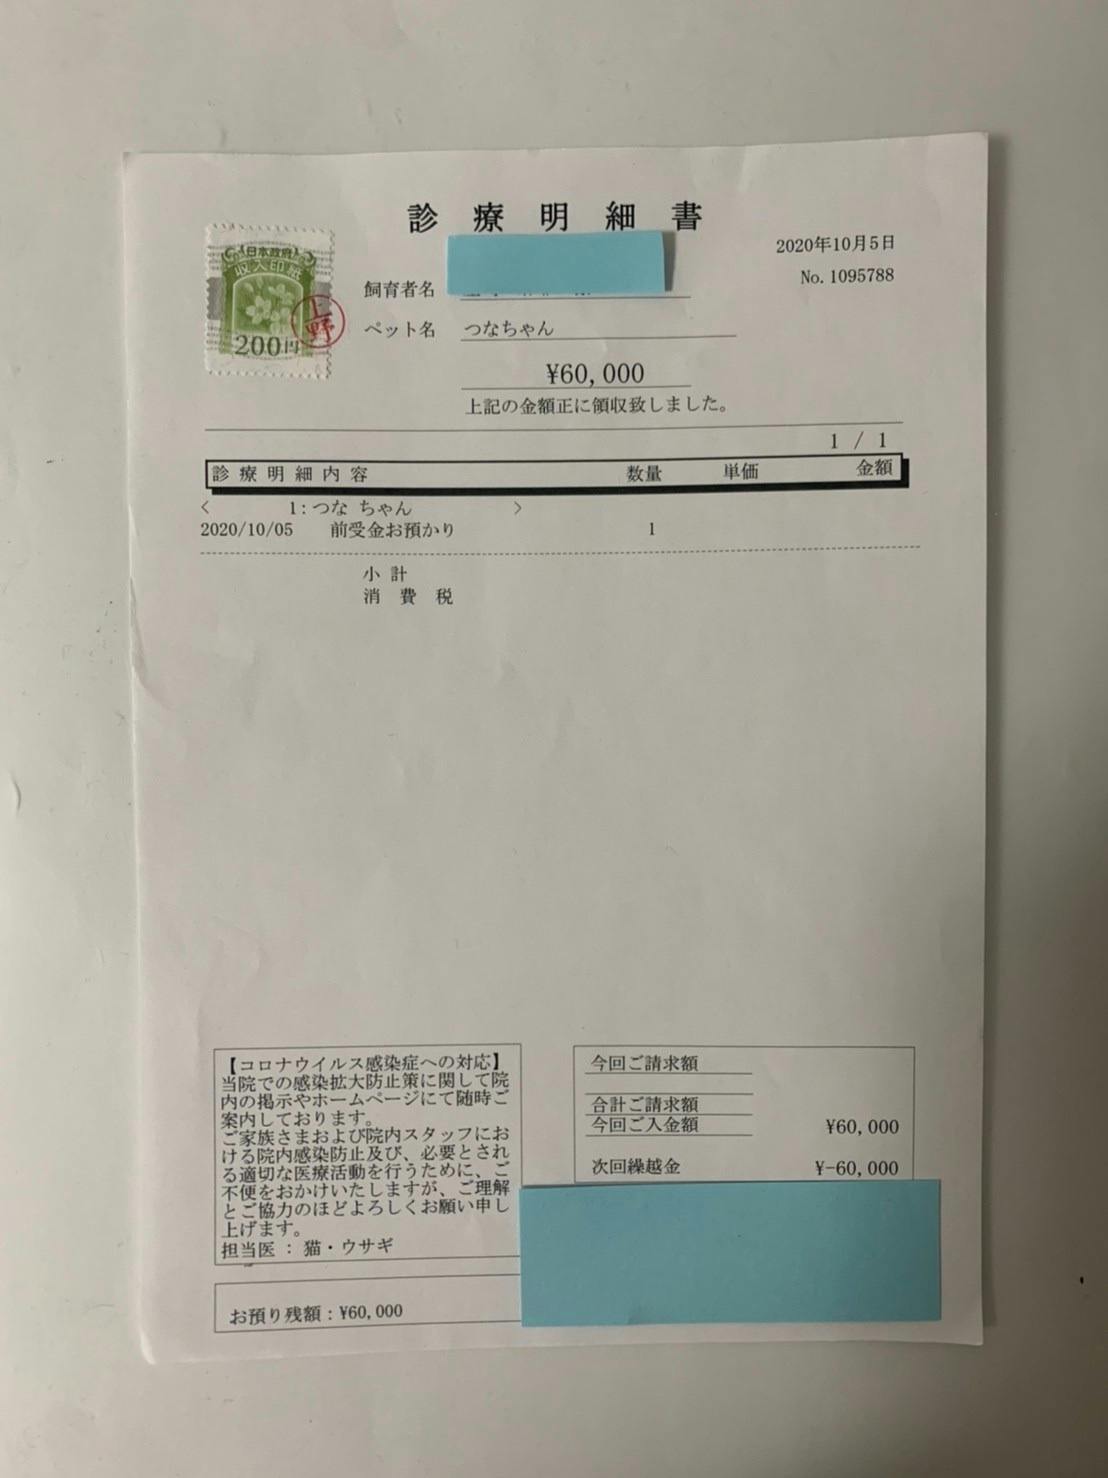 診療明細書
日本政府
収入印紙
200円
上野
2020年10月5日
No.1095788
飼育者名
ペット名 つなちゃん
¥60,000
上記の金額正に領収致しました。
1 / 1
診療明細内容 数量 単価 金額
< 1:つな ちゃん >
2020/10/05 前受金お預かり 1
小計
消費税
【コロナウイルス感染症への対応】
当院での感染拡大防止策に関して院
内の掲示やホームページにて随時ご
案内しております。
ご家族さまおよび院内スタッフにお
ける院内感染防止及び、必要とされ
る適切な医療活動を行うために、ご
不便をおかけいたしますが、ご理解
とご協力のほどよろしくお願い申し
上げます。
担当医 : 猫・ウサギ
今回ご請求額
合計ご請求額
今回ご入金額 ¥60,000
次回繰越金 ¥-60,000
お預り残額:¥60,000